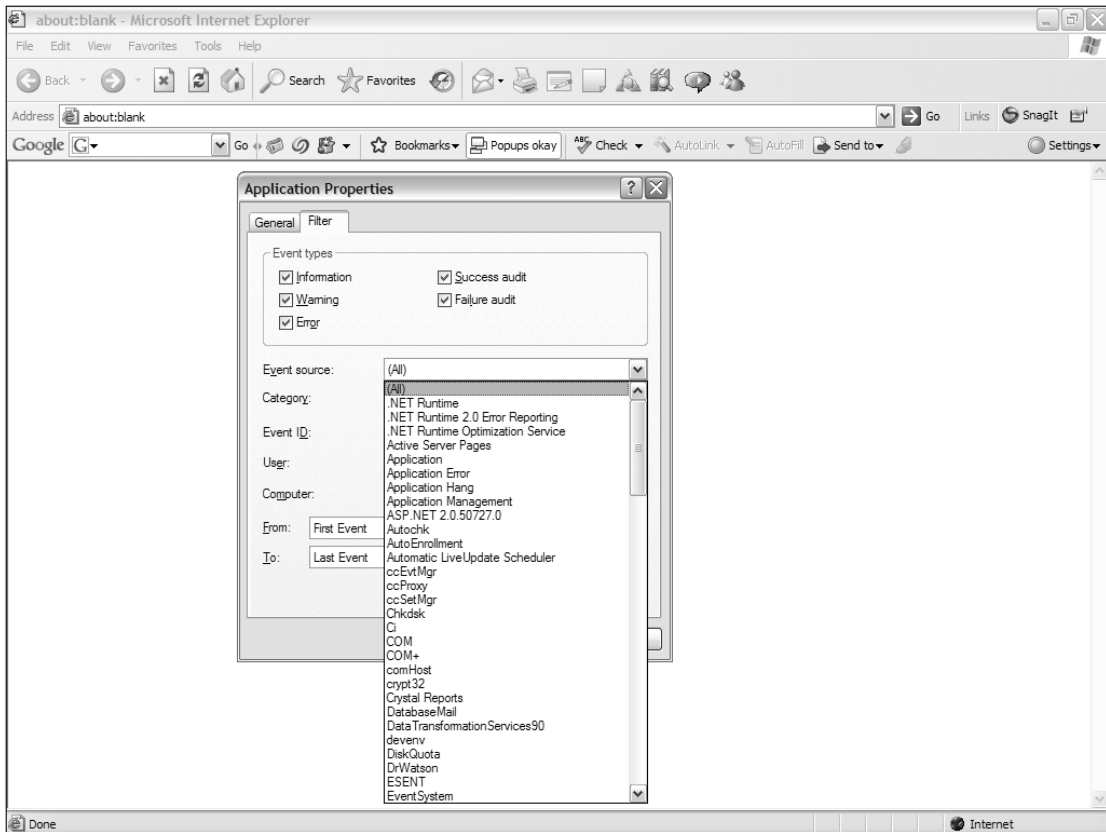 about:blank - Microsoft Internet Explorer
File Edit View Favorites Tools Help
Back Search Favorites
Address about:blank Go Links SnagIt
Google G Go Bookmarks Popups okay ABC Check AutoLink AutoFill Send to Settings
Application Properties
General Filter
Event types
Information Success audit
Warning Failure audit
Error
Event source: (All)
(All)
Category:
.NET Runtime
.NET Runtime 2.0 Error Reporting
Event ID:
.NET Runtime Optimization Service
Active Server Pages
User:
Application
Application Error
Application Hang
Computer:
Application Management
ASP.NET 2.0.50727.0
From: First Event
Autochk
AutoEnrollment
To: Last Event
Automatic LiveUpdate Scheduler
ccEvtMgr
ccProxy
ccSetMgr
Chkdsk
Ci
COM
COM+
comHost
crypt32
Crystal Reports
DatabaseMail
DataTransformationServices90
devenv
DiskQuota
DrWatson
ESENT
EventSystem
Done Internet